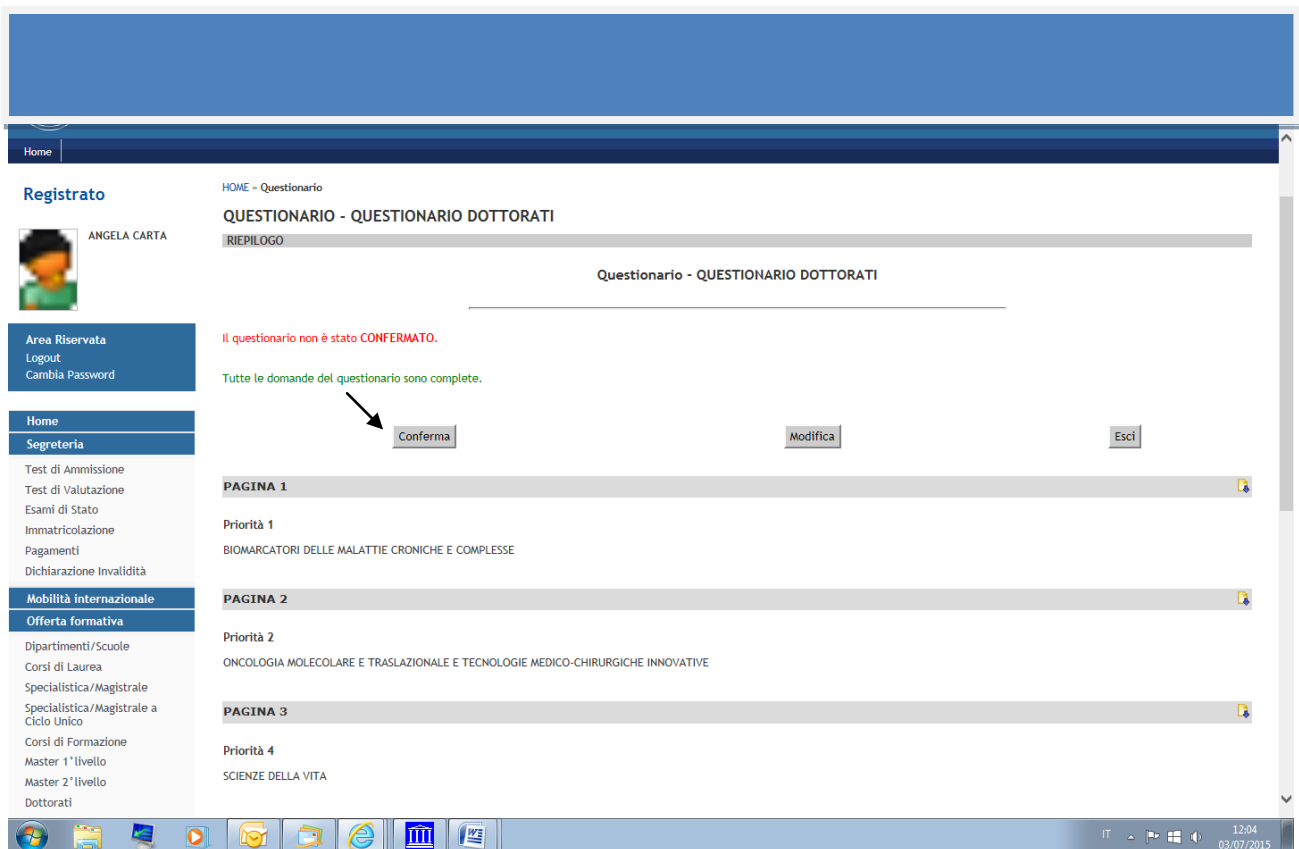 Home
Registrato
ANGELA CARTA
Area Riservata
Logout
Cambia Password
Home
Segreteria
Test di Ammissione
Test di Valutazione
Esami di Stato
Immatricolazione
Pagamenti
Dichiarazione Invalidità
Mobilità internazionale
Offerta formativa
Dipartimenti/Scuole
Corsi di Laurea
Specialistica/Magistrale
Specialistica/Magistrale a
Ciclo Unico
Corsi di Formazione
Master 1°livello
Master 2°livello
Dottorati
HOME » Questionario
QUESTIONARIO - QUESTIONARIO DOTTORATI
RIEPILOGO
Questionario - QUESTIONARIO DOTTORATI
Il questionario non è stato CONFERMATO.
Tutte le domande del questionario sono complete.
Conferma Modifica Esci
PAGINA 1
Priorità 1
BIOMARCATORI DELLE MALATTIE CRONICHE E COMPLESSE
PAGINA 2
Priorità 2
ONCOLOGIA MOLECOLARE E TRASLAZIONALE E TECNOLOGIE MEDICO-CHIRURGICHE INNOVATIVE
PAGINA 3
Priorità 4
SCIENZE DELLA VITA
IT 12:04
03/07/2015